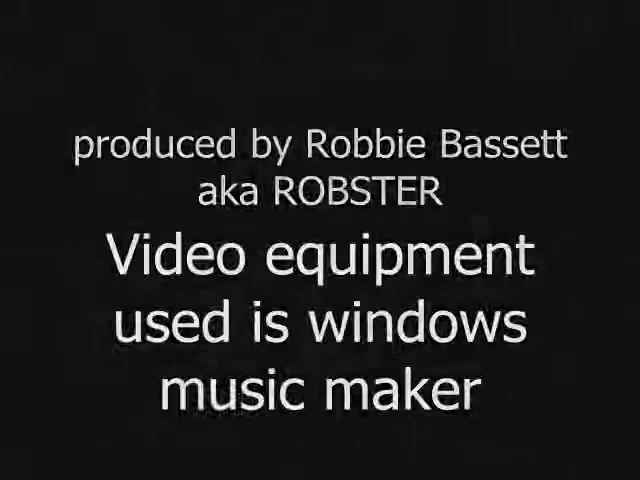 produced by Robbie Bassett
aka ROBSTER
Video equipment
used is windows
music maker